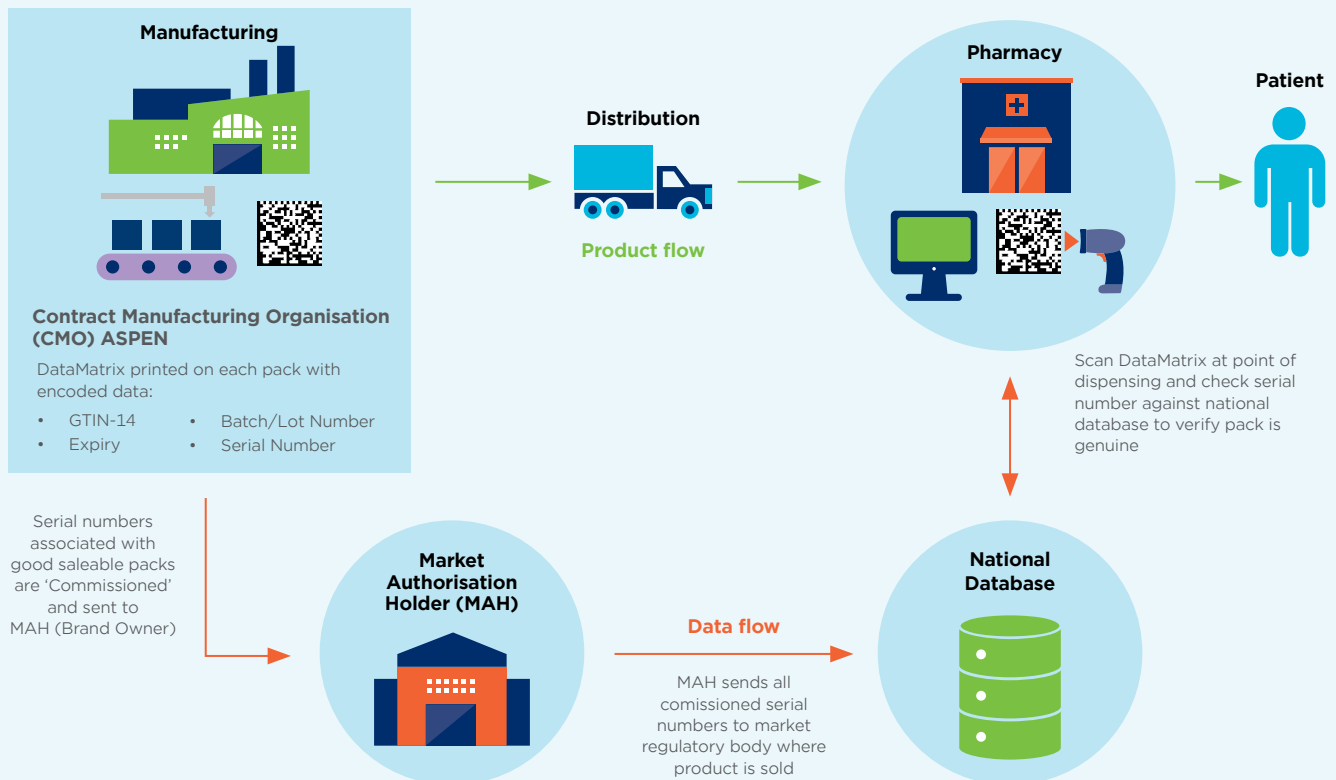 Manufacturing
Contract Manufacturing Organisation
(CMO) ASPEN
DataMatrix printed on each pack with
encoded data:
• GTIN-14
• Expiry
• Batch/Lot Number
• Serial Number
Distribution
Product flow
Pharmacy
Patient
Scan DataMatrix at point of
dispensing and check serial
number against national
database to verify pack is
genuine
Serial numbers
associated with
good saleable packs
are ‘Commissioned’
and sent to
MAH (Brand Owner)
Market
Authorisation
Holder (MAH)
Data flow
MAH sends all
comissioned serial
numbers to market
regulatory body where
product is sold
National
Database